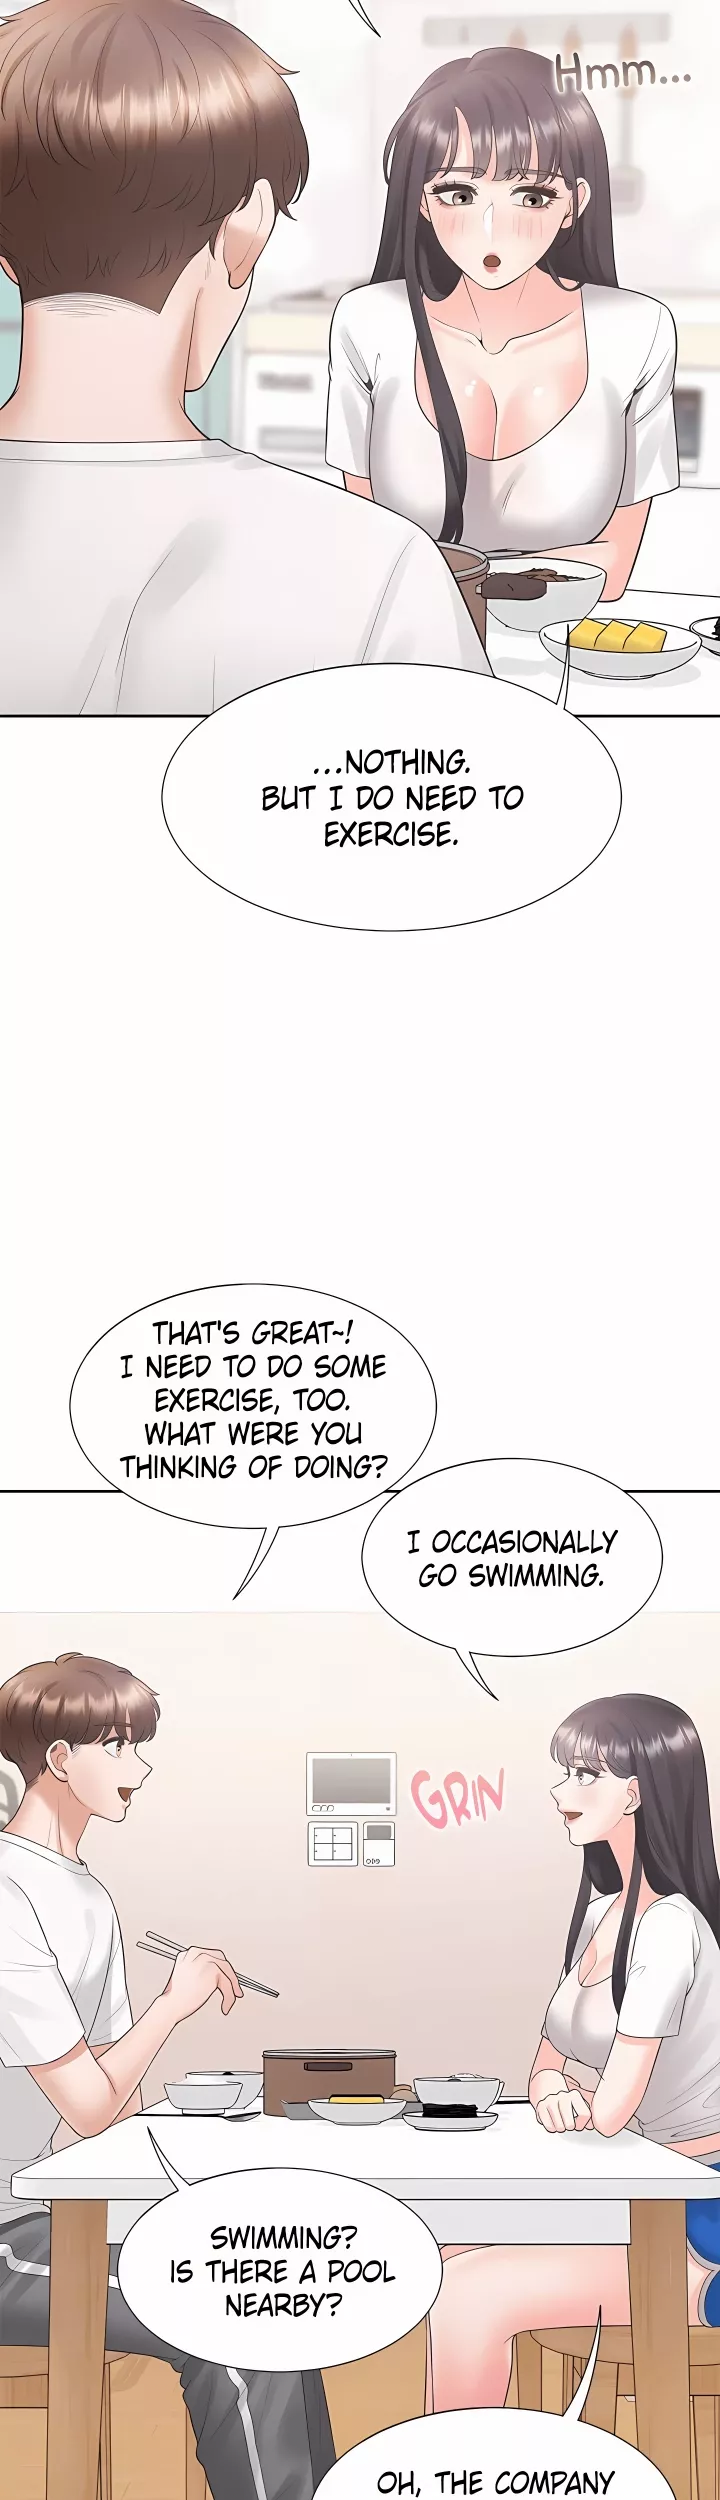 Hmm...
...NOTHING.
BUT I DO NEED TO
EXERCISE.
THAT'S GREAT~!
I NEED TO DO SOME
EXERCISE, TOO.
WHAT WERE YOU
THINKING OF DOING?
I OCCASIONALLY
GO SWIMMING.
GRIN
SWIMMING?
IS THERE A POOL
NEARBY?
OH, THE COMPANY